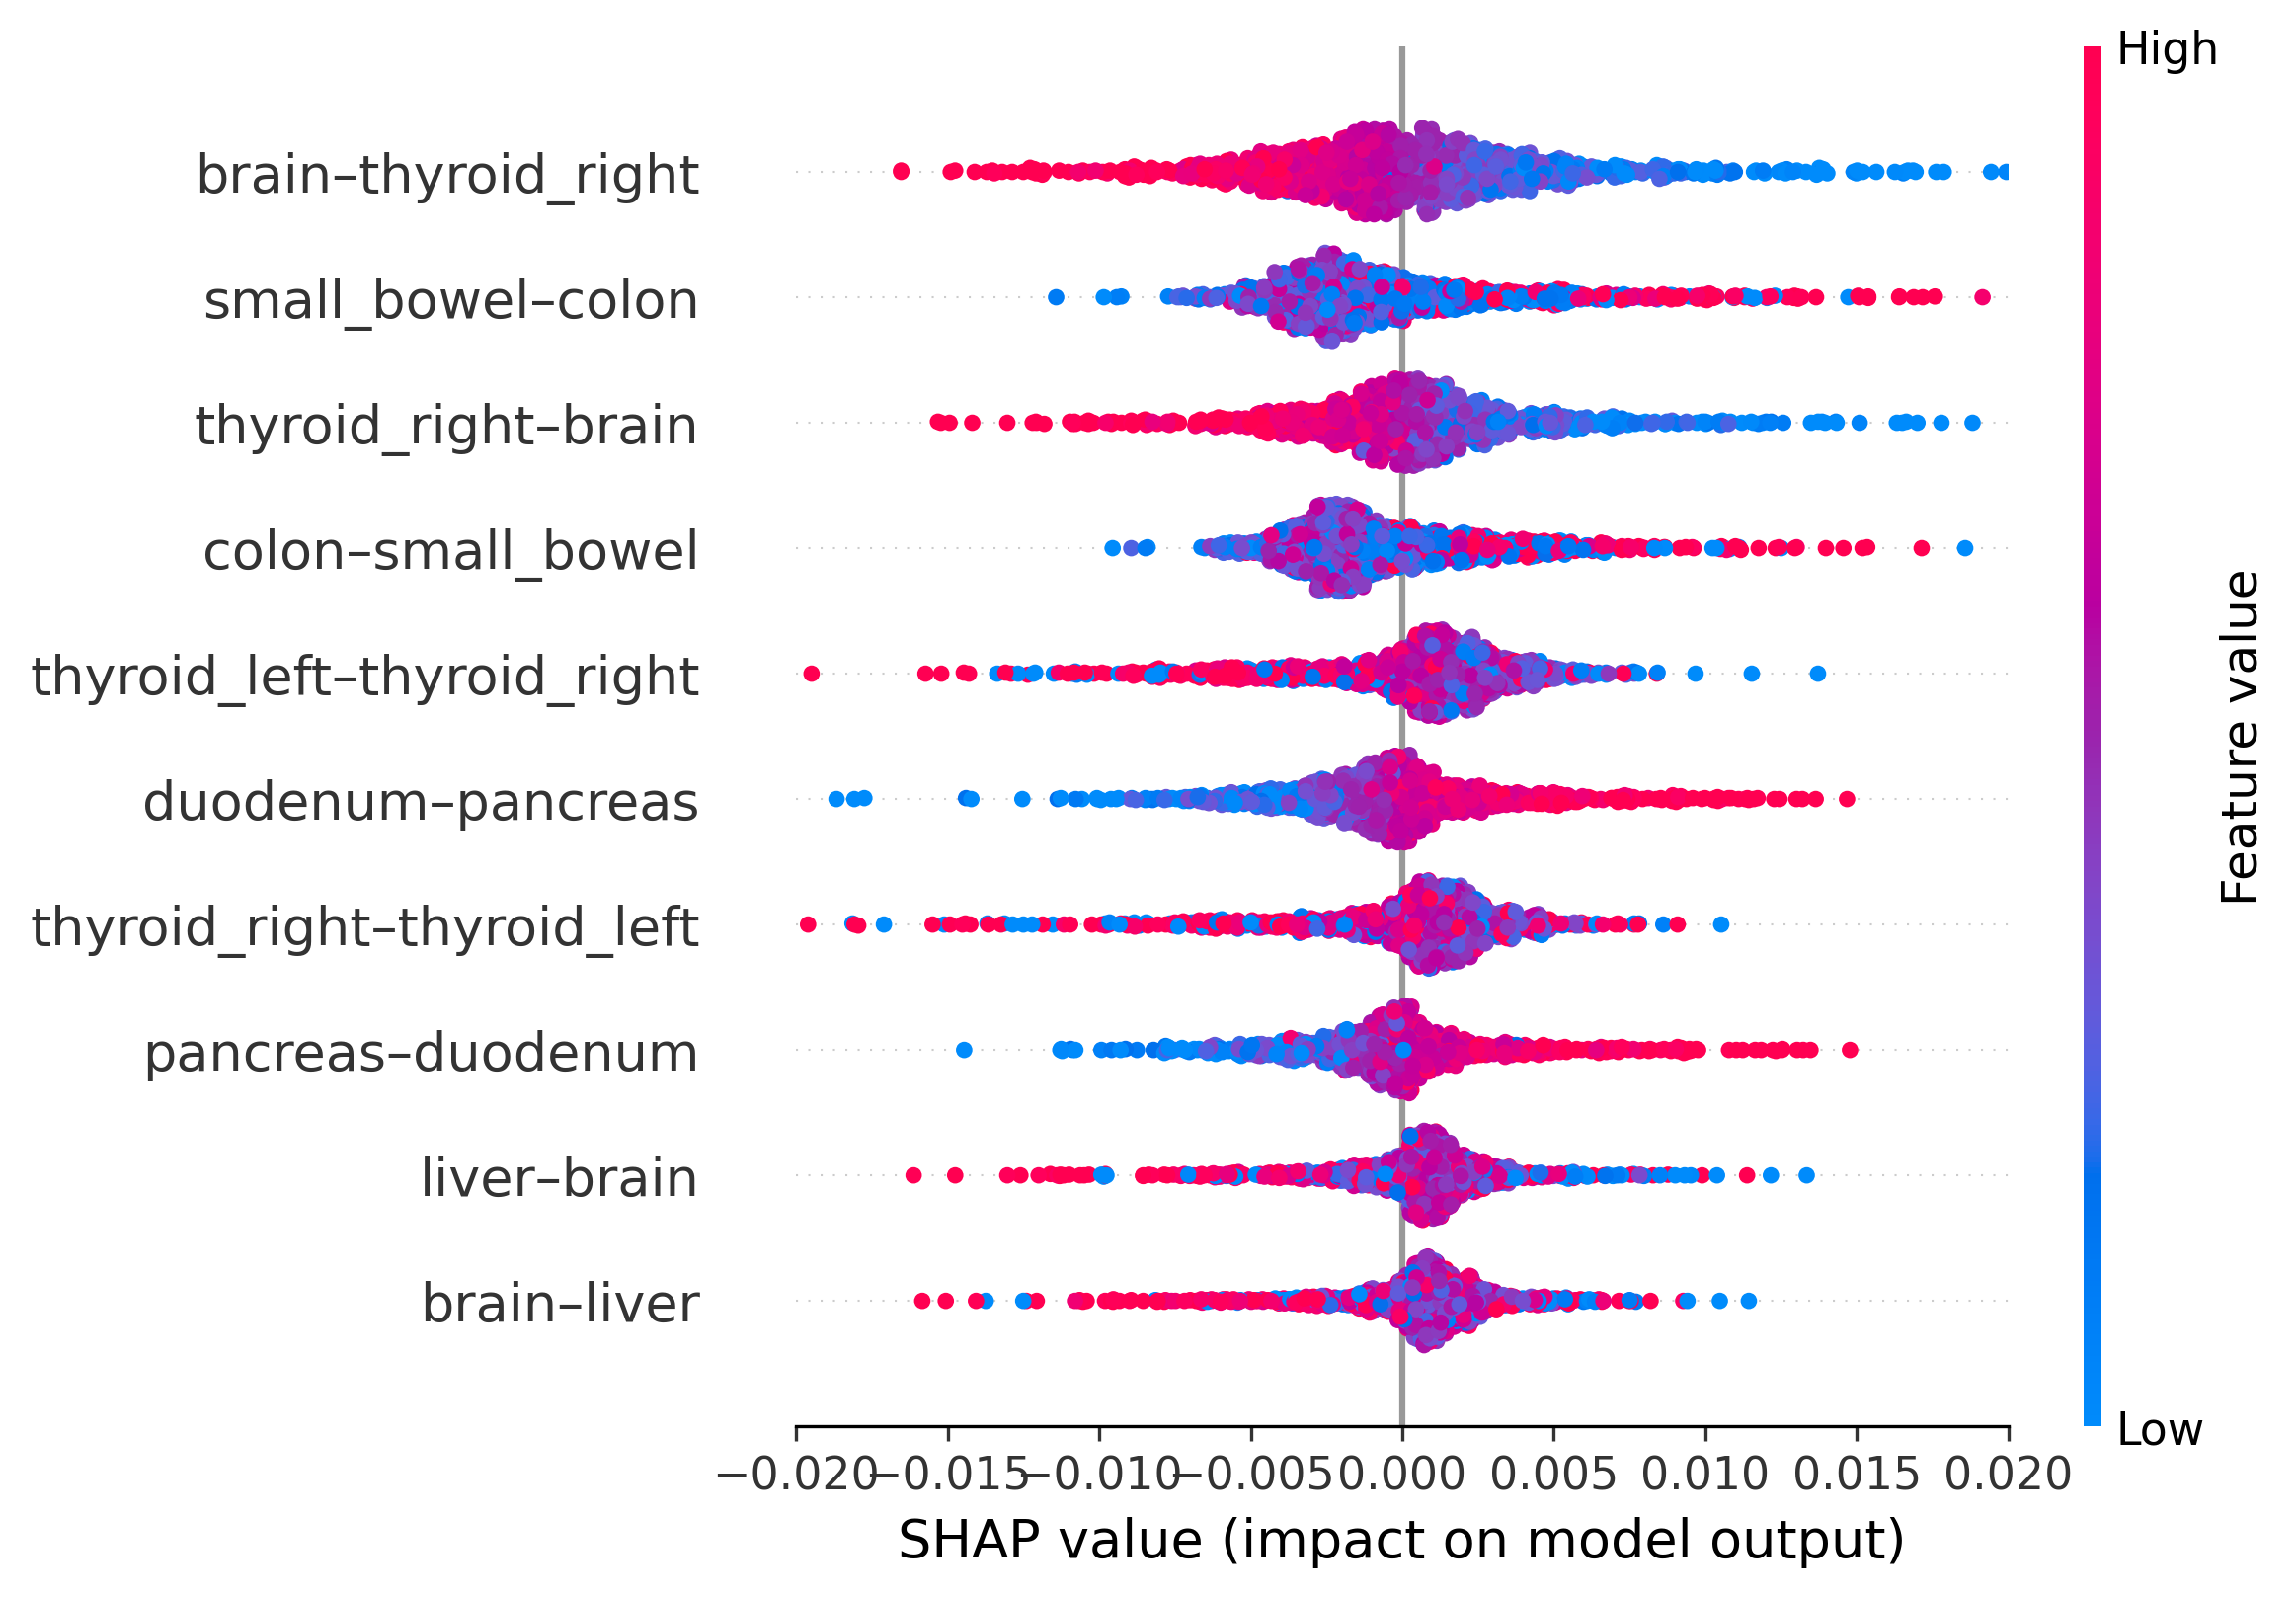 High
brain–thyroid_right
small_bowel–colon
thyroid_right–brain
colon–small_bowel
thyroid_left–thyroid_right
duodenum–pancreas
thyroid_right–thyroid_left
pancreas–duodenum
liver–brain
brain–liver
Feature value
Low
−0.020 −0.015 −0.010 −0.005 0.000 0.005 0.010 0.015 0.020
SHAP value (impact on model output)